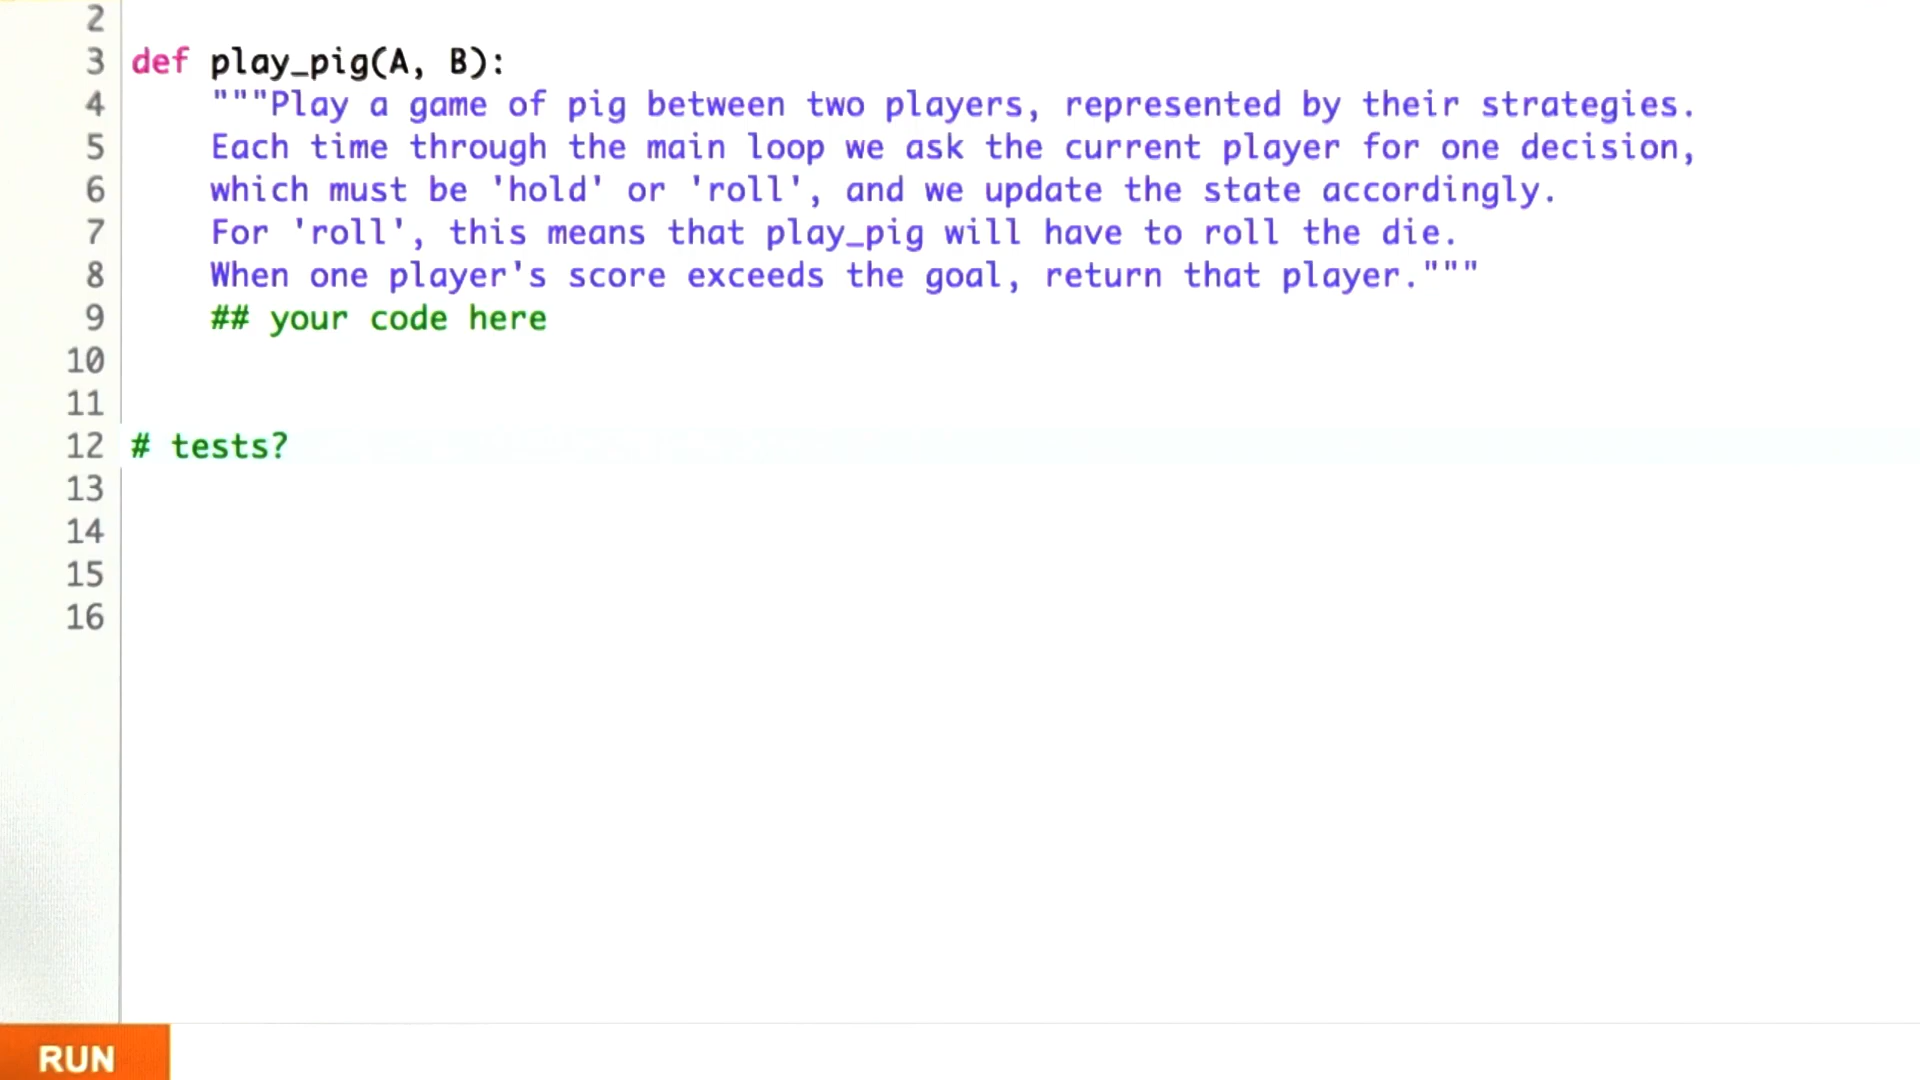 2
3 def play_pig(A, B):
4 """Play a game of pig between two players, represented by their strategies.
5 Each time through the main loop we ask the current player for one decision,
6 which must be 'hold' or 'roll', and we update the state accordingly.
7 For 'roll', this means that play_pig will have to roll the die.
8 When one player's score exceeds the goal, return that player."""
9 ## your code here
10
11
12 # tests?
13
14
15
16
RUN